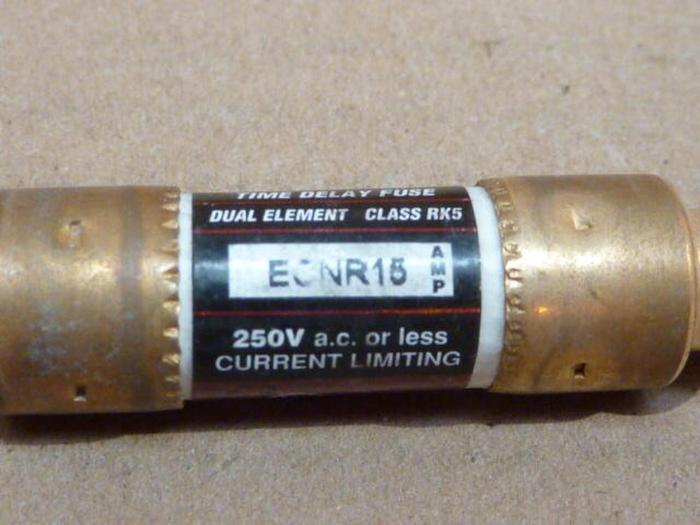 TIME DELAY FUSE
DUAL ELEMENT CLASS RK5
ECNR15 AMP
250V a.c. or less
CURRENT LIMITING